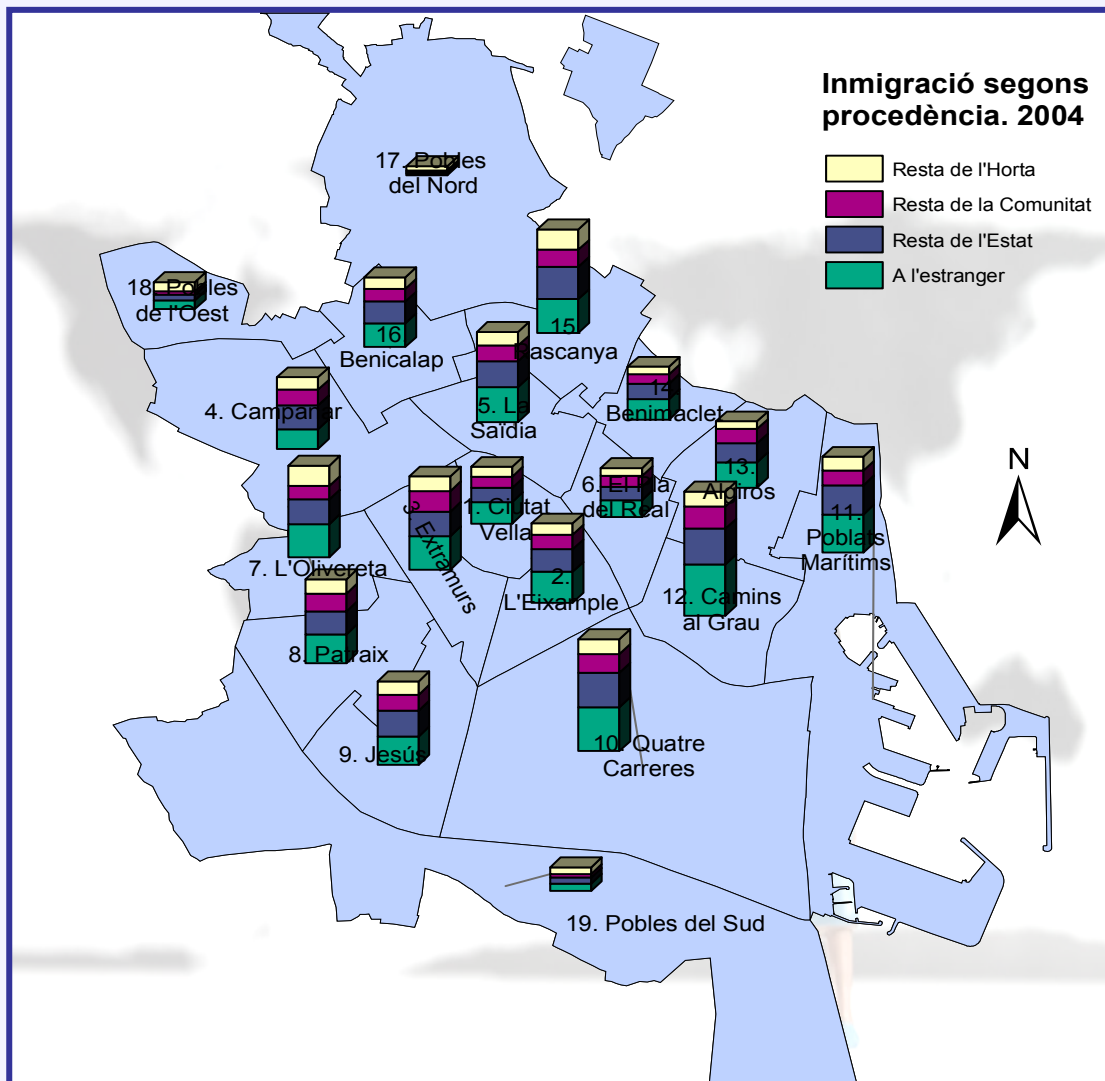 Inmigració segons
procedència. 2004
Resta de l'Horta
Resta de la Comunitat
Resta de l'Estat
A l'estranger
N
17. Pobles
del Nord
18. Pobles
de l'Oest
16
Benicalap
15.
Rascanya
4. Campanar
5. La
Saïdia
14.
Benimaclet
13.
Algirós
6. El Pla
del Real
1. Ciutat
Vella
3. Extramurs
11.
Poblats
Marítims
7. L'Olivereta
2.
L'Eixample
12. Camins
al Grau
8. Patraix
9. Jesús
10. Quatre
Carreres
19. Pobles del Sud